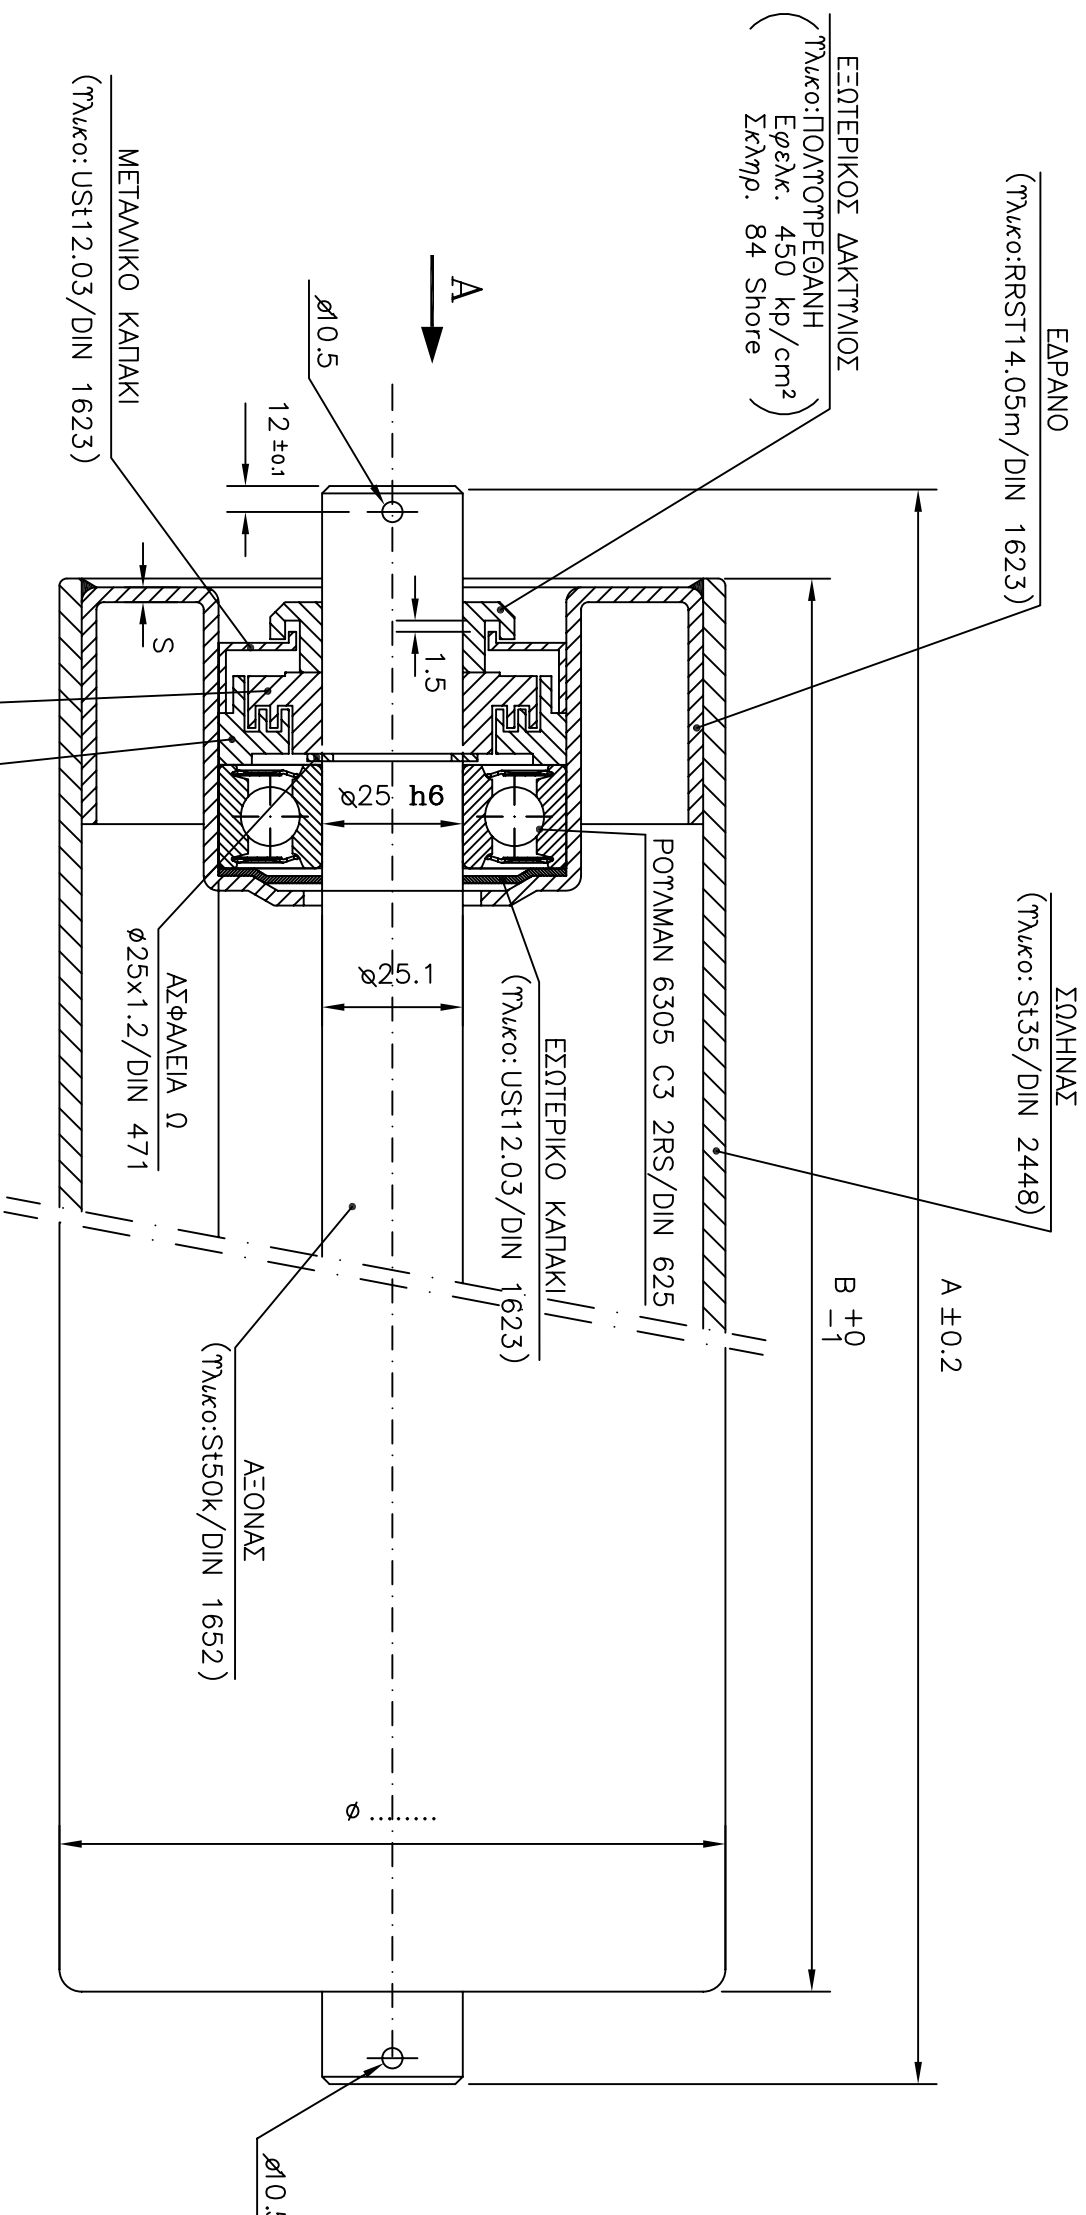 ΕΔΡΑΝΟ
(Υλικο:RRST14.05m/DIN 1623)
ΣΩΛΗΝΑΣ
(Υλικο: St35/DIN 2448)
ΕΞΩΤΕΡΙΚΟΣ ΔΑΚΤΥΛΙΟΣ
(Υλικο:ΠΟΛΥΟΥΡΕΘΑΝΗ
Εφελκ. 450 kp/cm²
Σκληρ. 84 Shore)
A ±0.2
B +0
−1
A
ΡΟΥΛΜΑΝ 6305 C3 2RS/DIN 625
ΕΣΩΤΕΡΙΚΟ ΚΑΠΑΚΙ
(Υλικο: USt12.03/DIN 1623)
ø10.5
12 ±0.1
1.5
ø25 h6
ø25.1
ø ........
S
ΜΕΤΑΛΛΙΚΟ ΚΑΠΑΚΙ
(Υλικο: USt12.03/DIN 1623)
ΑΣΦΑΛΕΙΑ Ω
ø25x1.2/DIN 471
ΑΞΟΝΑΣ
(Υλικο:St50k/DIN 1652)
ø10.5